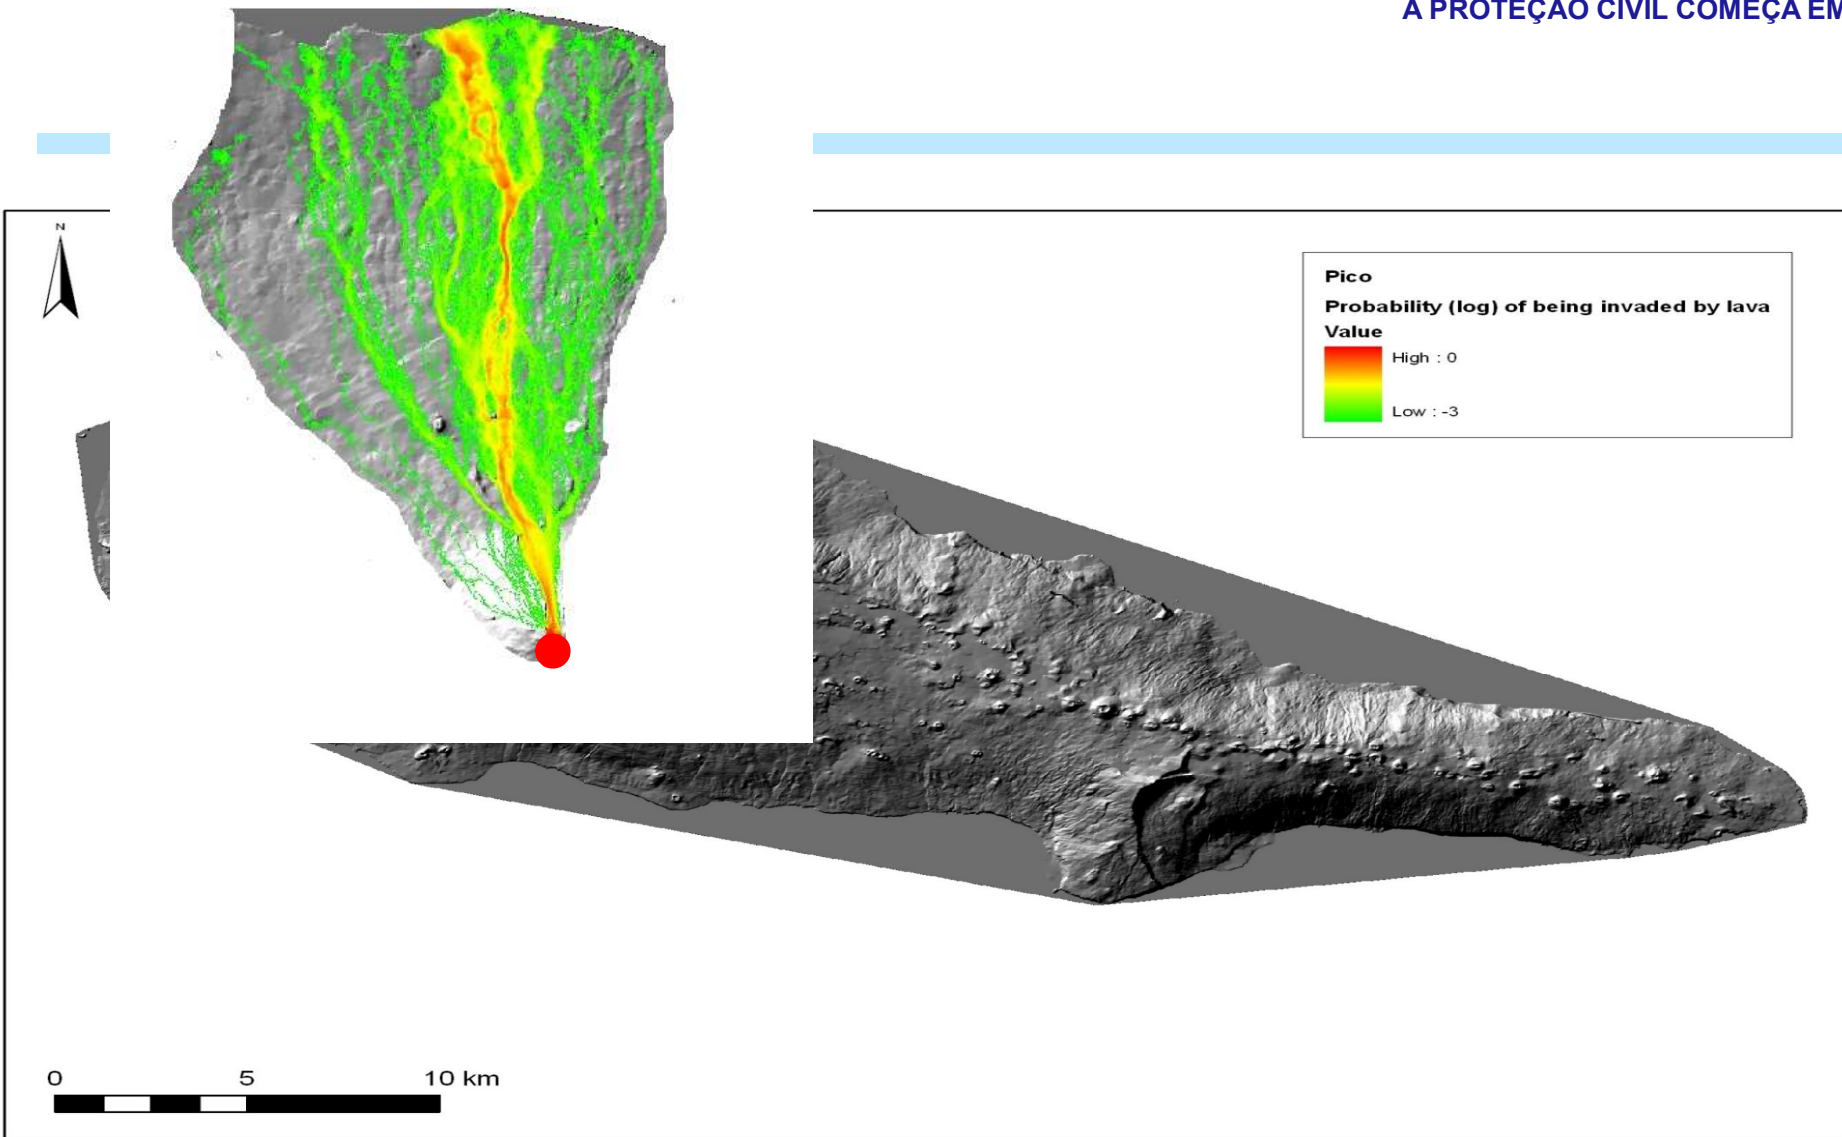 A PROTEÇÃO CIVIL COMEÇA EM
N
Pico
Probability (log) of being invaded by lava
Value
High : 0
Low : -3
0 5 10 km